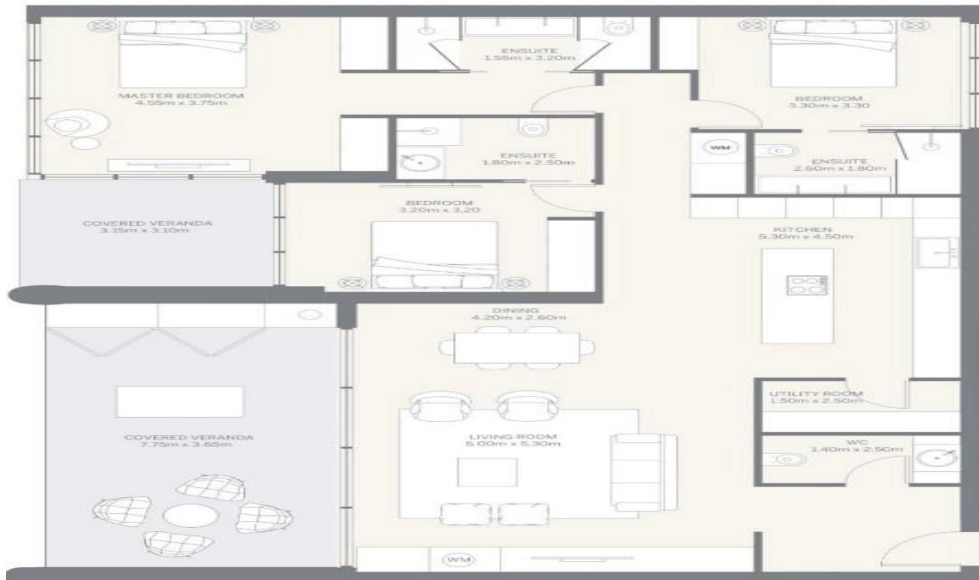 ENSUITE
1.55m x 3.20m
MASTER BEDROOM
4.55m x 3.75m
BEDROOM
3.30m x 3.30
WM
ENSUITE
1.80m x 2.50m
ENSUITE
2.60m x 1.80m
BEDROOM
3.20m x 3.20
COVERED VERANDA
3.15m x 3.10m
KITCHEN
5.30m x 4.50m
DINING
4.20m x 2.60m
UTILITY ROOM
1.50m x 2.50m
COVERED VERANDA
7.75m x 3.65m
LIVING ROOM
5.00m x 5.30m
WC
1.40m x 2.50m
WM